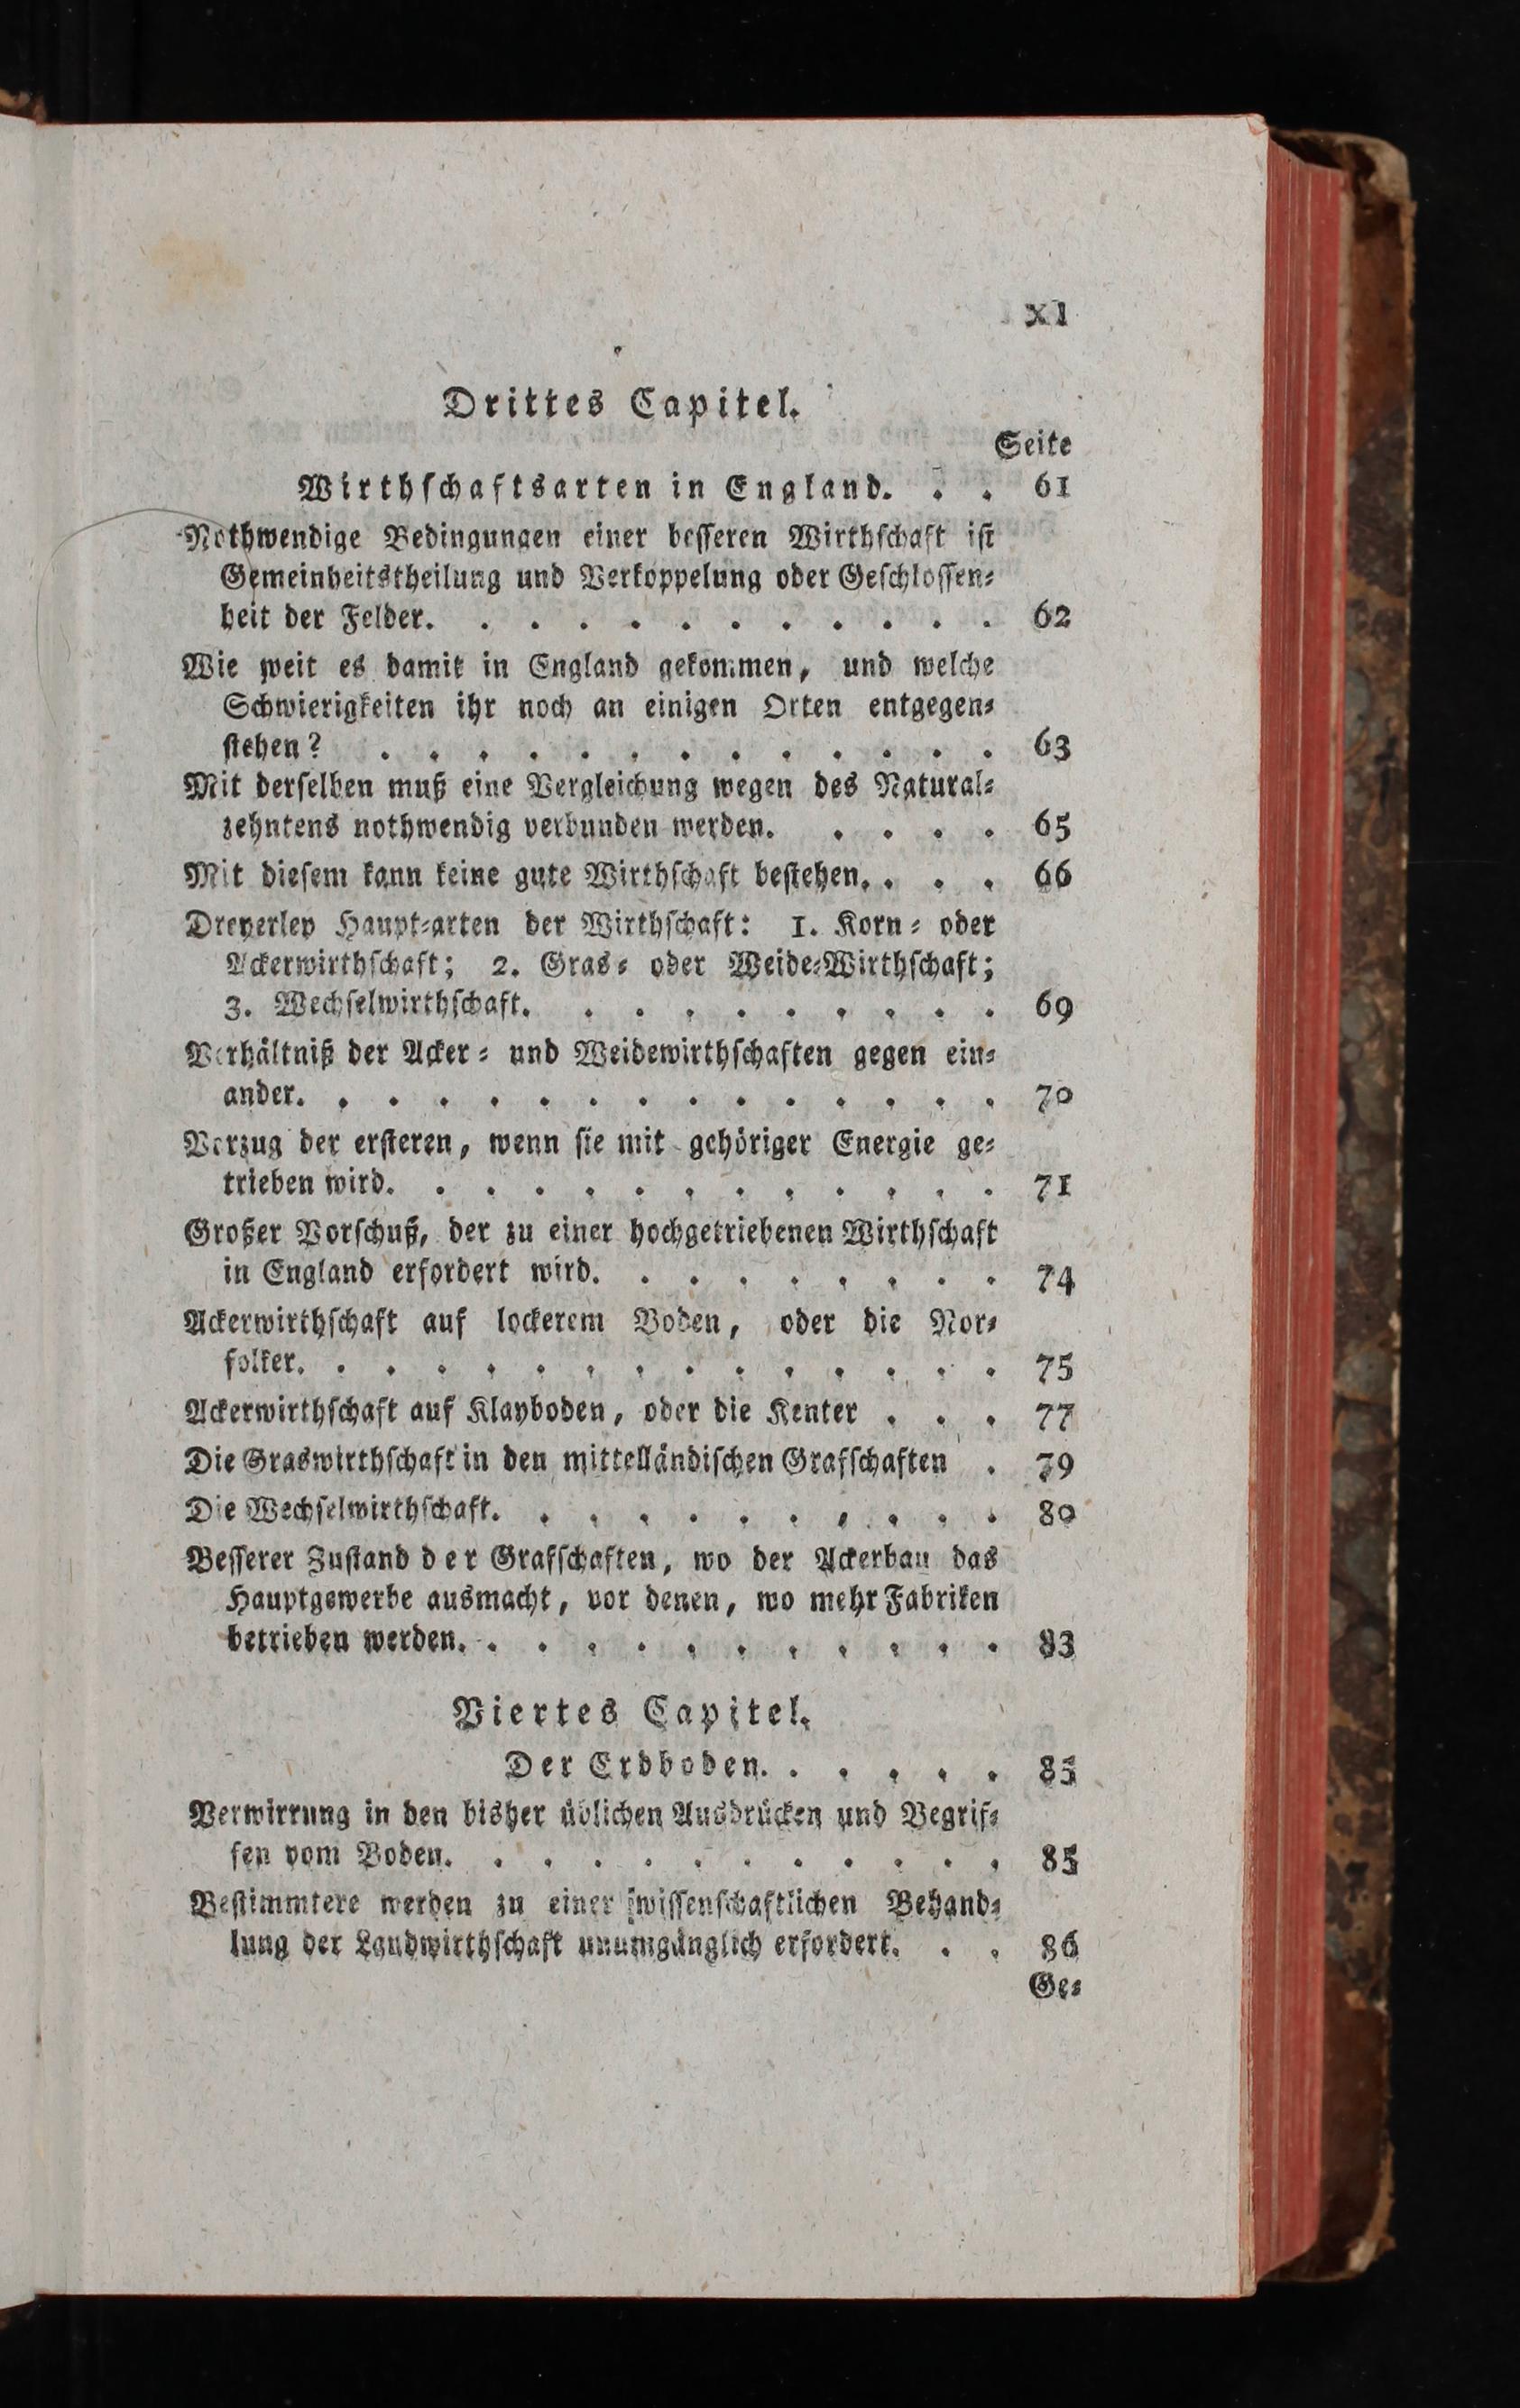 XI
Drittes Capitel.
Seite
Wirthschaftsarten in England. . . 61
Nothwendige Bedingungen einer besseren Wirthschaft ist
Gemeinheitstheilung und Verkoppelung oder Geschlossen-
heit der Felder. . . . . . . . . . . . 62
Wie weit es damit in England gekommen, und welche
Schwierigkeiten ihr noch an einigen Orten entgegen-
stehen? . . . . . . . . . . . . . 63
Mit derselben muß eine Vergleichung wegen des Natural-
zehntens nothwendig verbunden werden. . . . . 65
Mit diesem kann keine gute Wirthschaft bestehen. . . . 66
Dreyerley Haupt-arten der Wirthschaft: 1. Korn- oder
Ackerwirthschaft; 2. Gras- oder Weide-Wirthschaft;
3. Wechselwirthschaft. . . . . . . . . . 69
Verhältniß der Acker- und Weidewirthschaften gegen ein-
ander. . . . . . . . . . . . . . . 70
Vorzug der ersteren, wenn sie mit gehöriger Energie ge-
trieben wird. . . . . . . . . . . . . 71
Großer Vorschuß, der zu einer hochgetriebenen Wirthschaft
in England erfordert wird. . . . . . . . . 74
Ackerwirthschaft auf lockerem Boden, oder die Nor-
folker. . . . . . . . . . . . . . . 75
Ackerwirthschaft auf Klayboden, oder die Kenter . . . 77
Die Graswirthschaft in den mittelländischen Grafschaften . 79
Die Wechselwirthschaft. . . . . . . . . . . 80
Besserer Zustand der Grafschaften, wo der Ackerbau das
Hauptgewerbe ausmacht, vor denen, wo mehr Fabriken
betrieben werden. . . . . . . . . . . . 83
Viertes Capitel.
Der Erdboden. . . . . . 85
Verwirrung in den bisher üblichen Ausdrücken und Begrif-
fen vom Boden. . . . . . . . . . . . 85
Bestimmtere werden zu einer wissenschaftlichen Behand-
lung der Landwirthschaft unumgänglich erfordert. . . 86
Ge-